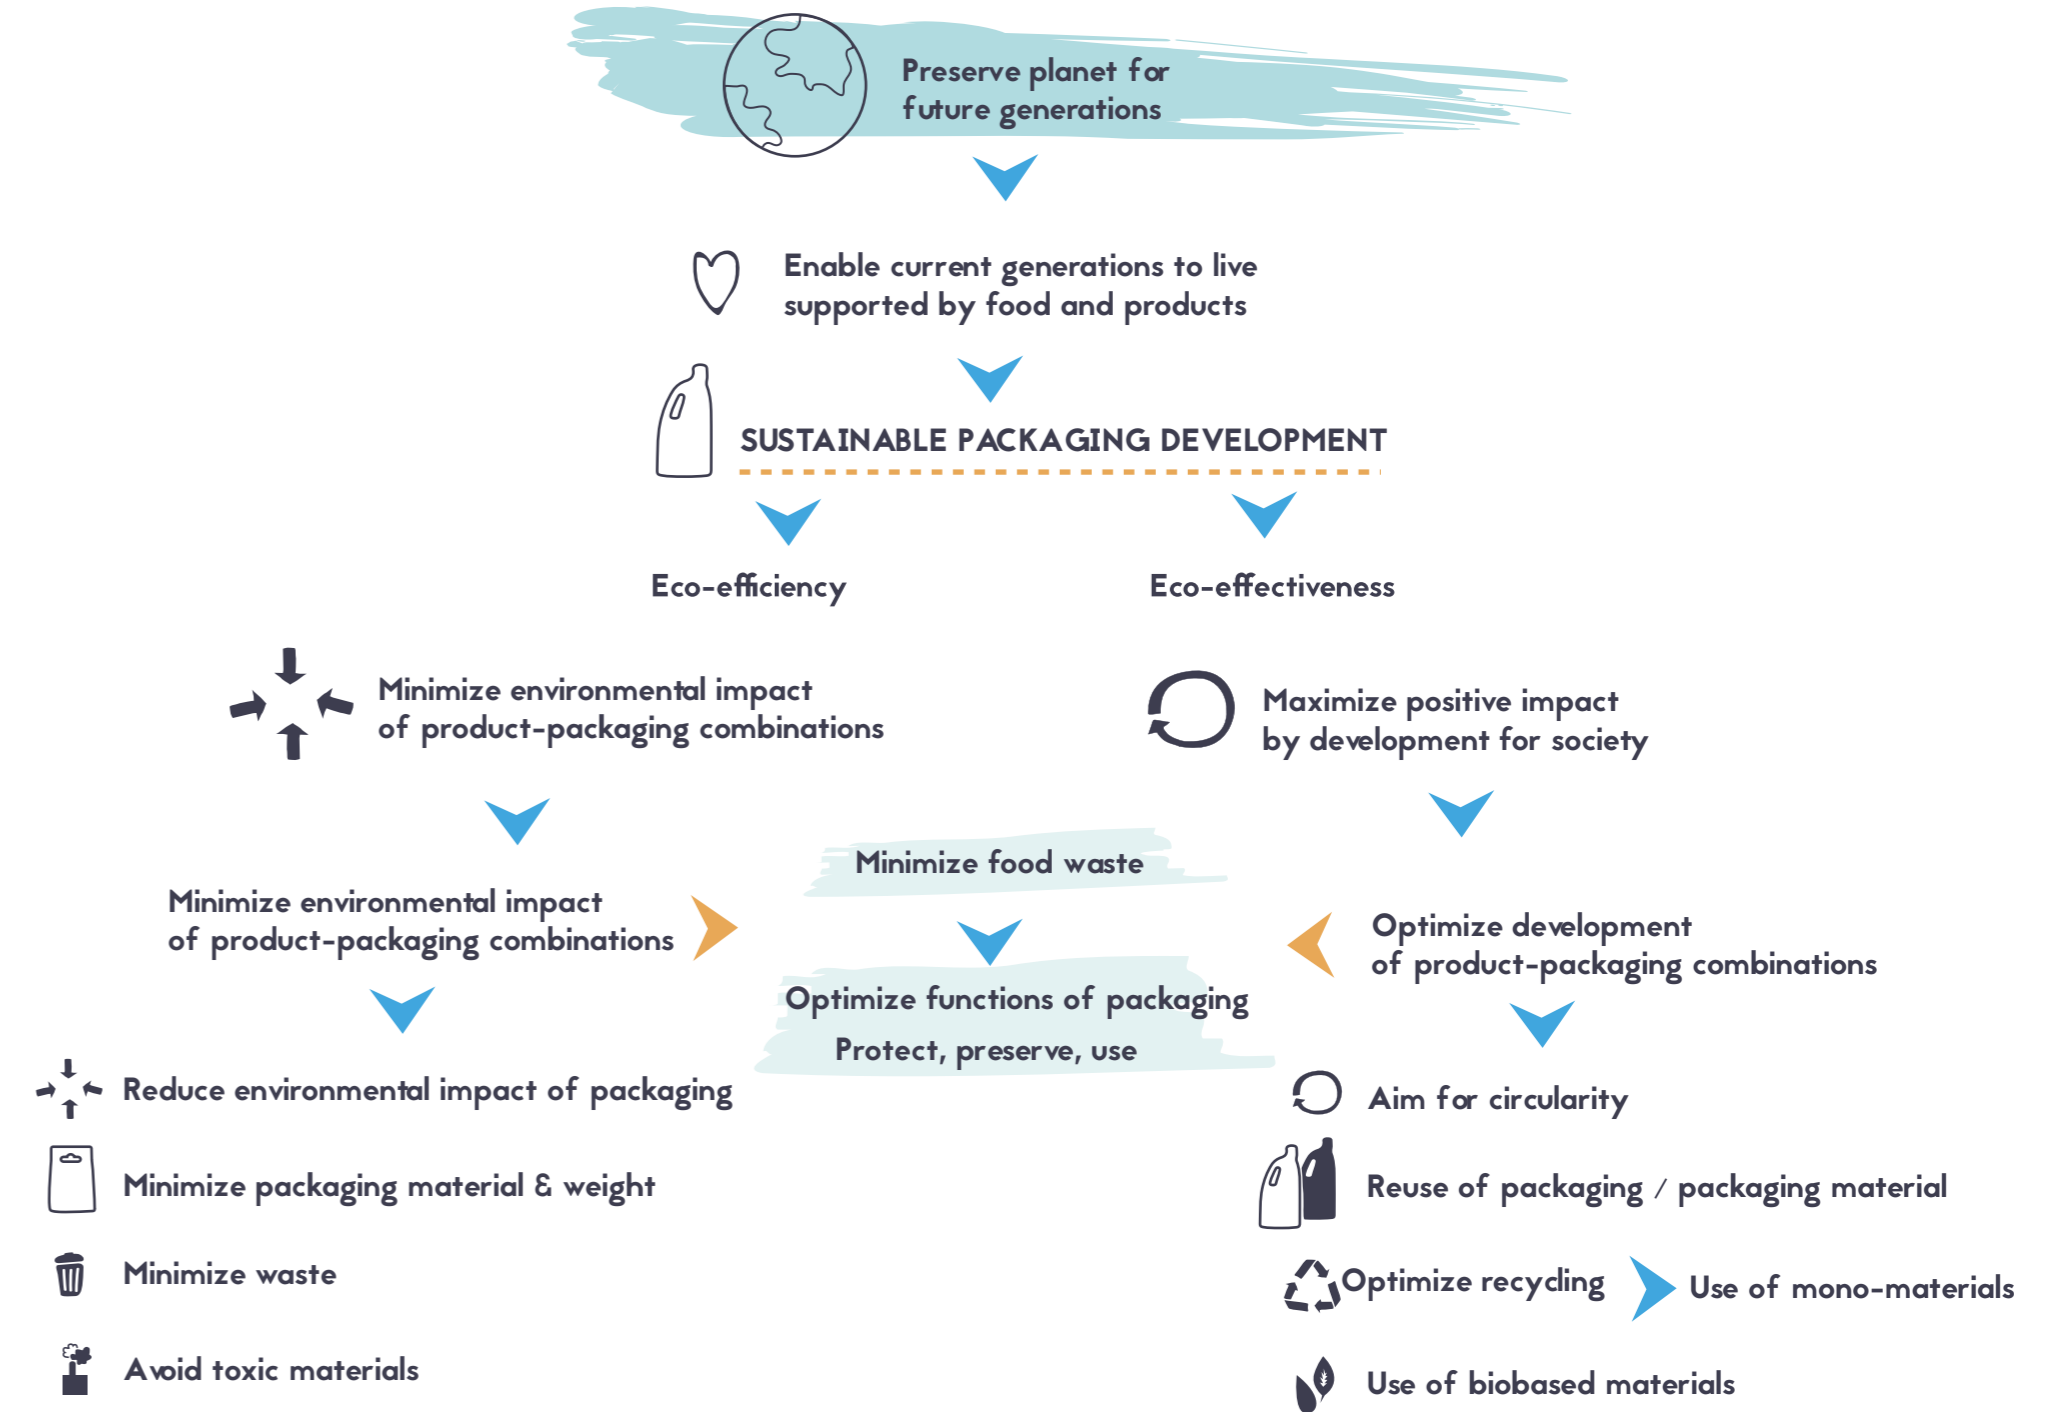 Preserve planet for
future generations
Enable current generations to live
supported by food and products
SUSTAINABLE PACKAGING DEVELOPMENT
Eco-efficiency
Eco-effectiveness
Minimize environmental impact
of product-packaging combinations
Maximize positive impact
by development for society
Minimize environmental impact
of product-packaging combinations
Minimize food waste
Optimize functions of packaging
Protect, preserve, use
Optimize development
of product-packaging combinations
Reduce environmental impact of packaging
Minimize packaging material & weight
Minimize waste
Avoid toxic materials
Aim for circularity
Reuse of packaging / packaging material
Optimize recycling
Use of mono-materials
Use of biobased materials